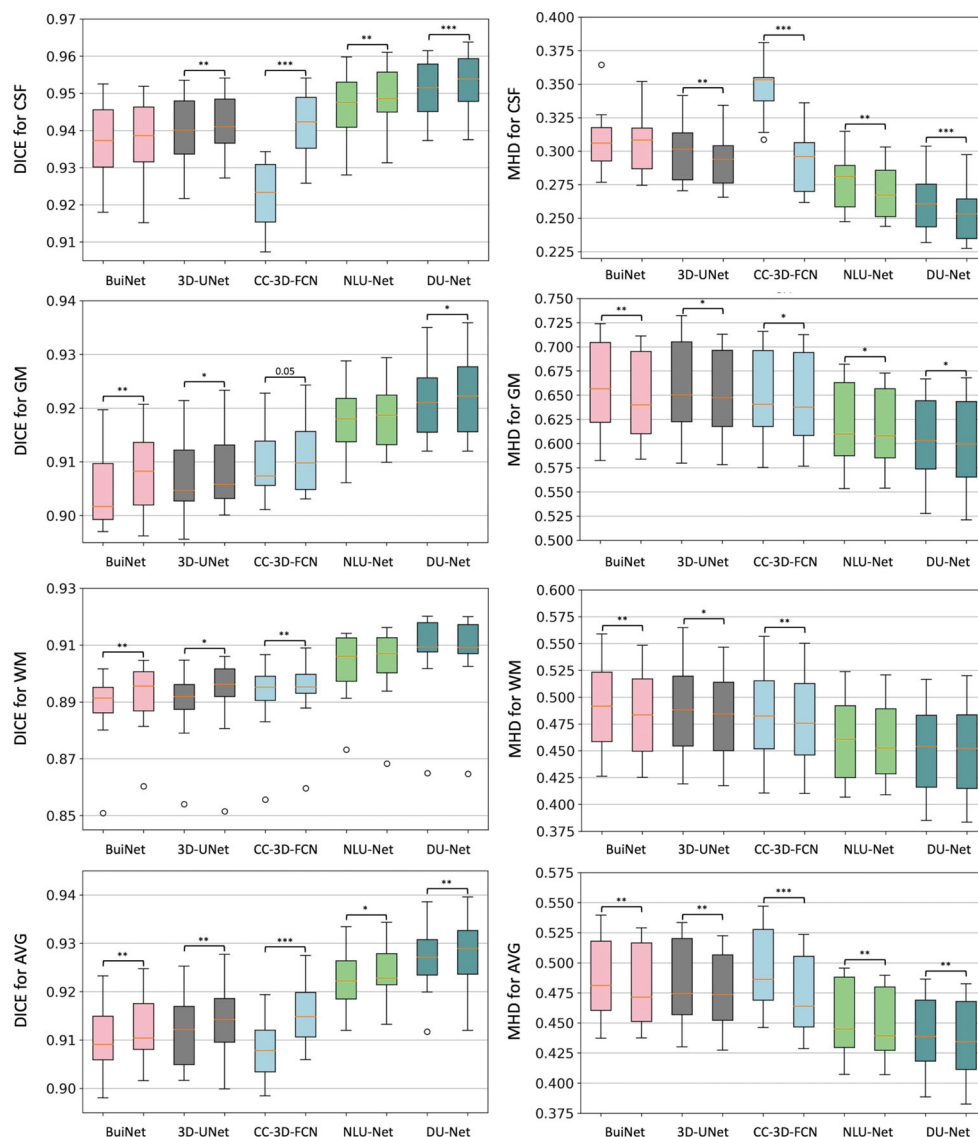 DICE for CSF
0.97
0.96
0.95
0.94
0.93
0.92
0.91
** *** ** ***
BuiNet 3D-UNet CC-3D-FCN NLU-Net DU-Net
MHD for CSF
0.400
0.375
0.350
0.325
0.300
0.275
0.250
0.225
** *** ** ***
BuiNet 3D-UNet CC-3D-FCN NLU-Net DU-Net
DICE for GM
0.94
0.93
0.92
0.91
0.90
** * 0.05 *
BuiNet 3D-UNet CC-3D-FCN NLU-Net DU-Net
MHD for GM
0.750
0.725
0.700
0.675
0.650
0.625
0.600
0.575
0.550
0.525
0.500
** * * * *
BuiNet 3D-UNet CC-3D-FCN NLU-Net DU-Net
DICE for WM
0.93
0.91
0.89
0.87
0.85
** * **
BuiNet 3D-UNet CC-3D-FCN NLU-Net DU-Net
MHD for WM
0.600
0.575
0.550
0.525
0.500
0.475
0.450
0.425
0.400
0.375
** * **
BuiNet 3D-UNet CC-3D-FCN NLU-Net DU-Net
DICE for AVG
0.94
0.93
0.92
0.91
0.90
** ** *** * **
BuiNet 3D-UNet CC-3D-FCN NLU-Net DU-Net
MHD for AVG
0.575
0.550
0.525
0.500
0.475
0.450
0.425
0.400
0.375
** ** *** ** **
BuiNet 3D-UNet CC-3D-FCN NLU-Net DU-Net